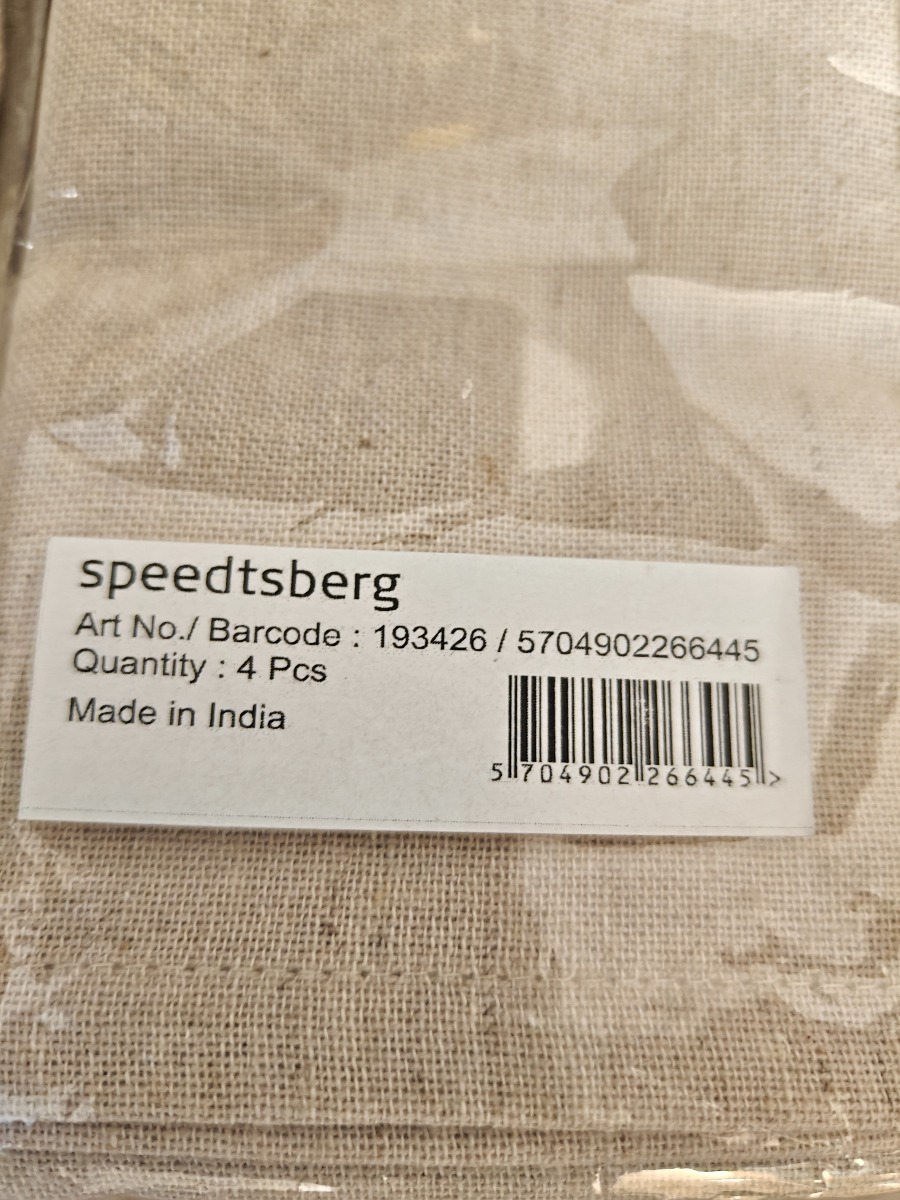 speedtsberg
Art No./ Barcode : 193426 / 5704902266445
Quantity : 4 Pcs
Made in India
5 704902 266445 >